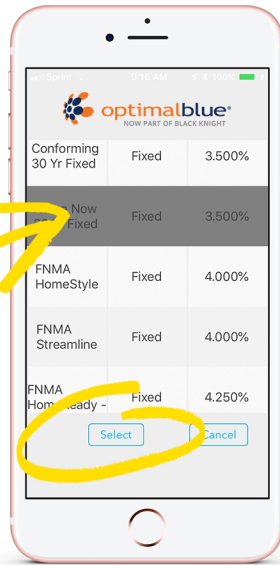 Sprint
9:16 AM
100%
optimalblue®
NOW PART OF BLACK KNIGHT
Conforming
30 Yr Fixed Fixed 3.500%
Now
Fixed Fixed 3.500%
FNMA
HomeStyle Fixed 4.000%
FNMA
Streamline Fixed 4.000%
FNMA
HomeReady - Fixed 4.250%
Select Cancel